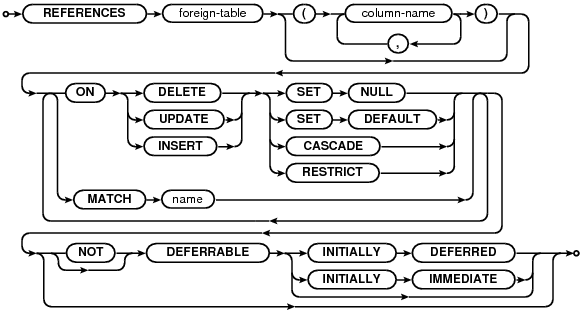 REFERENCES foreign-table ( column-name )
,
ON DELETE SET NULL
UPDATE SET DEFAULT
INSERT CASCADE
RESTRICT
MATCH name
NOT DEFERRABLE INITIALLY DEFERRED
INITIALLY IMMEDIATE